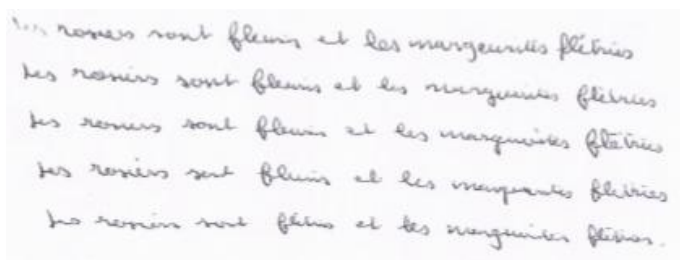 ... rosiers sont fleuris et les marguerites flétries
Les rosiers sont fleuris et les marguerites flétries
Les rosiers sont fleuris et les marguerites flétries
Les rosiers sont fleuris et les marguerites flétries
Les rosiers sont flétris et les marguerites flétries.